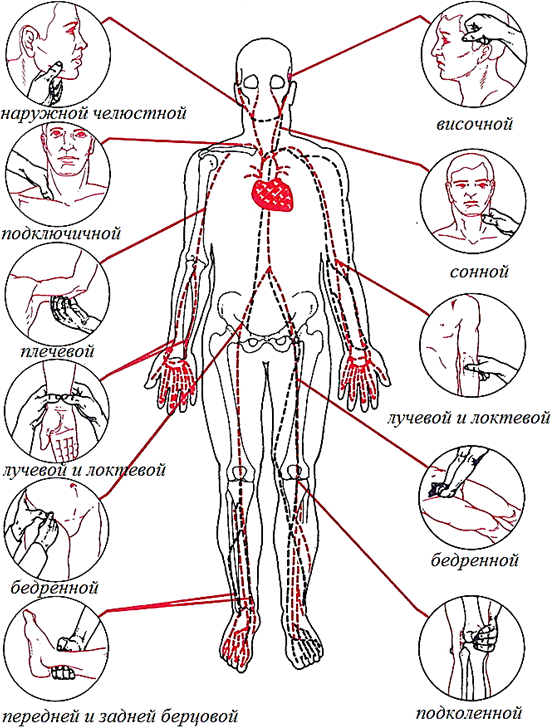 наружной челюстной
височной
подключичной
сонной
плечевой
лучевой и локтевой
лучевой и локтевой
бедренной
бедренной
передней и задней берцовой
подколенной